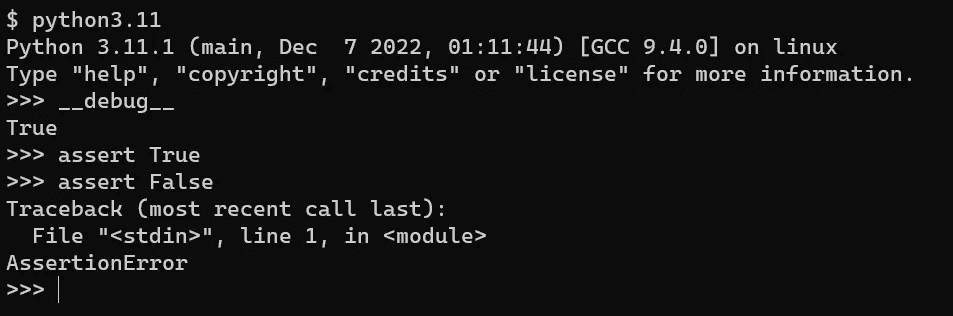 $ python3.11
Python 3.11.1 (main, Dec  7 2022, 01:11:44) [GCC 9.4.0] on linux
Type "help", "copyright", "credits" or "license" for more information.
>>> __debug__
True
>>> assert True
>>> assert False
Traceback (most recent call last):
  File "<stdin>", line 1, in <module>
AssertionError
>>>